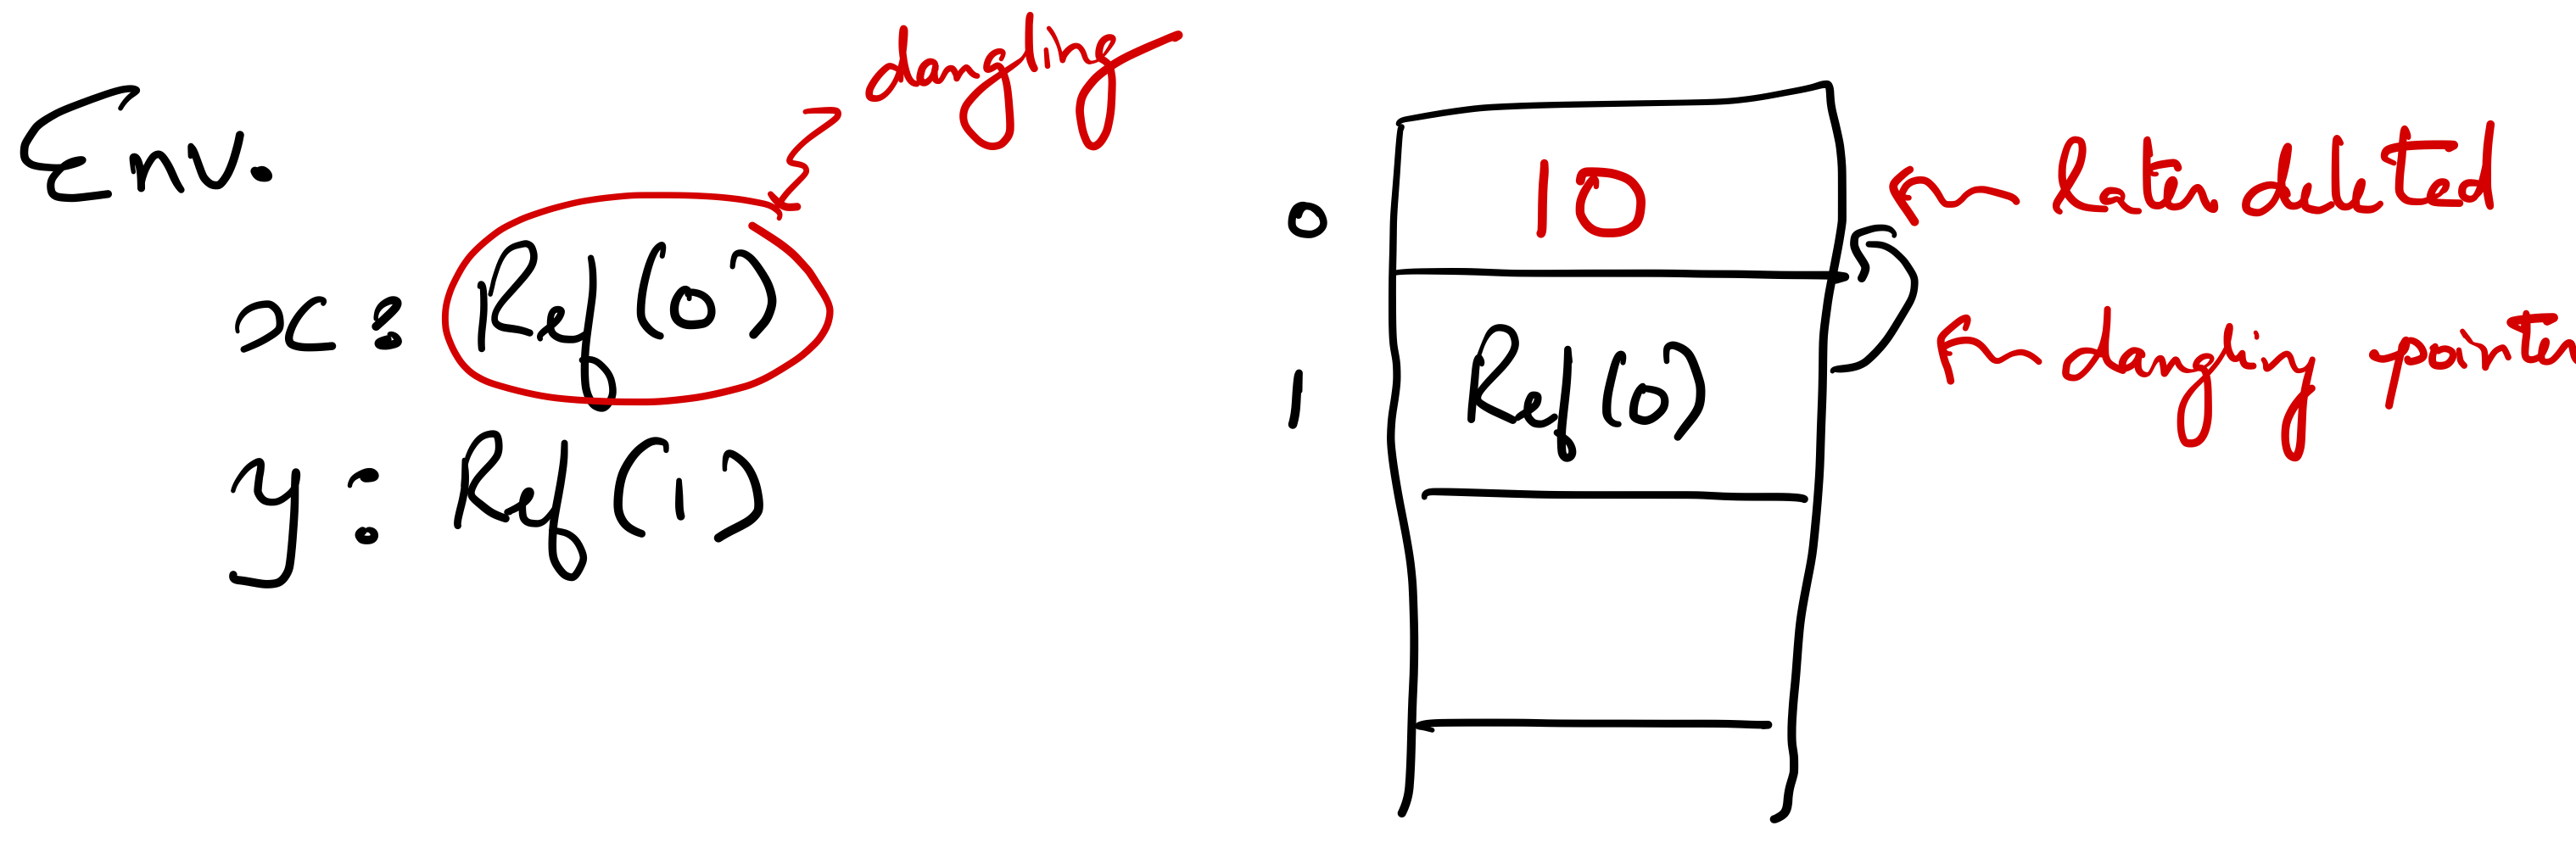 dangling
Env.
0 10 later deleted
x: Ref(0)
1 Ref(0) dangling pointer
y: Ref(1)